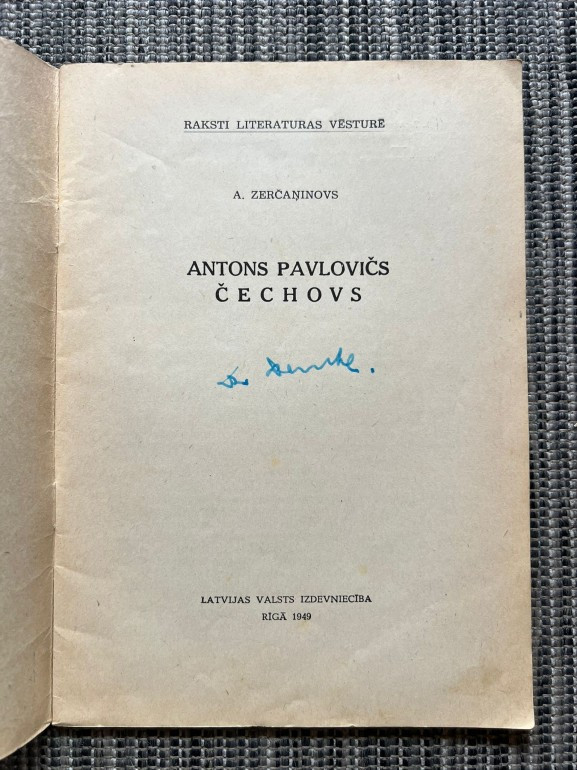 RAKSTI LITERATURAS VĒSTURĒ
A. ZERČAŅINOVS
ANTONS PAVLOVIČS
ČECHOVS
LATVIJAS VALSTS IZDEVNIECĪBA
RĪGĀ 1949